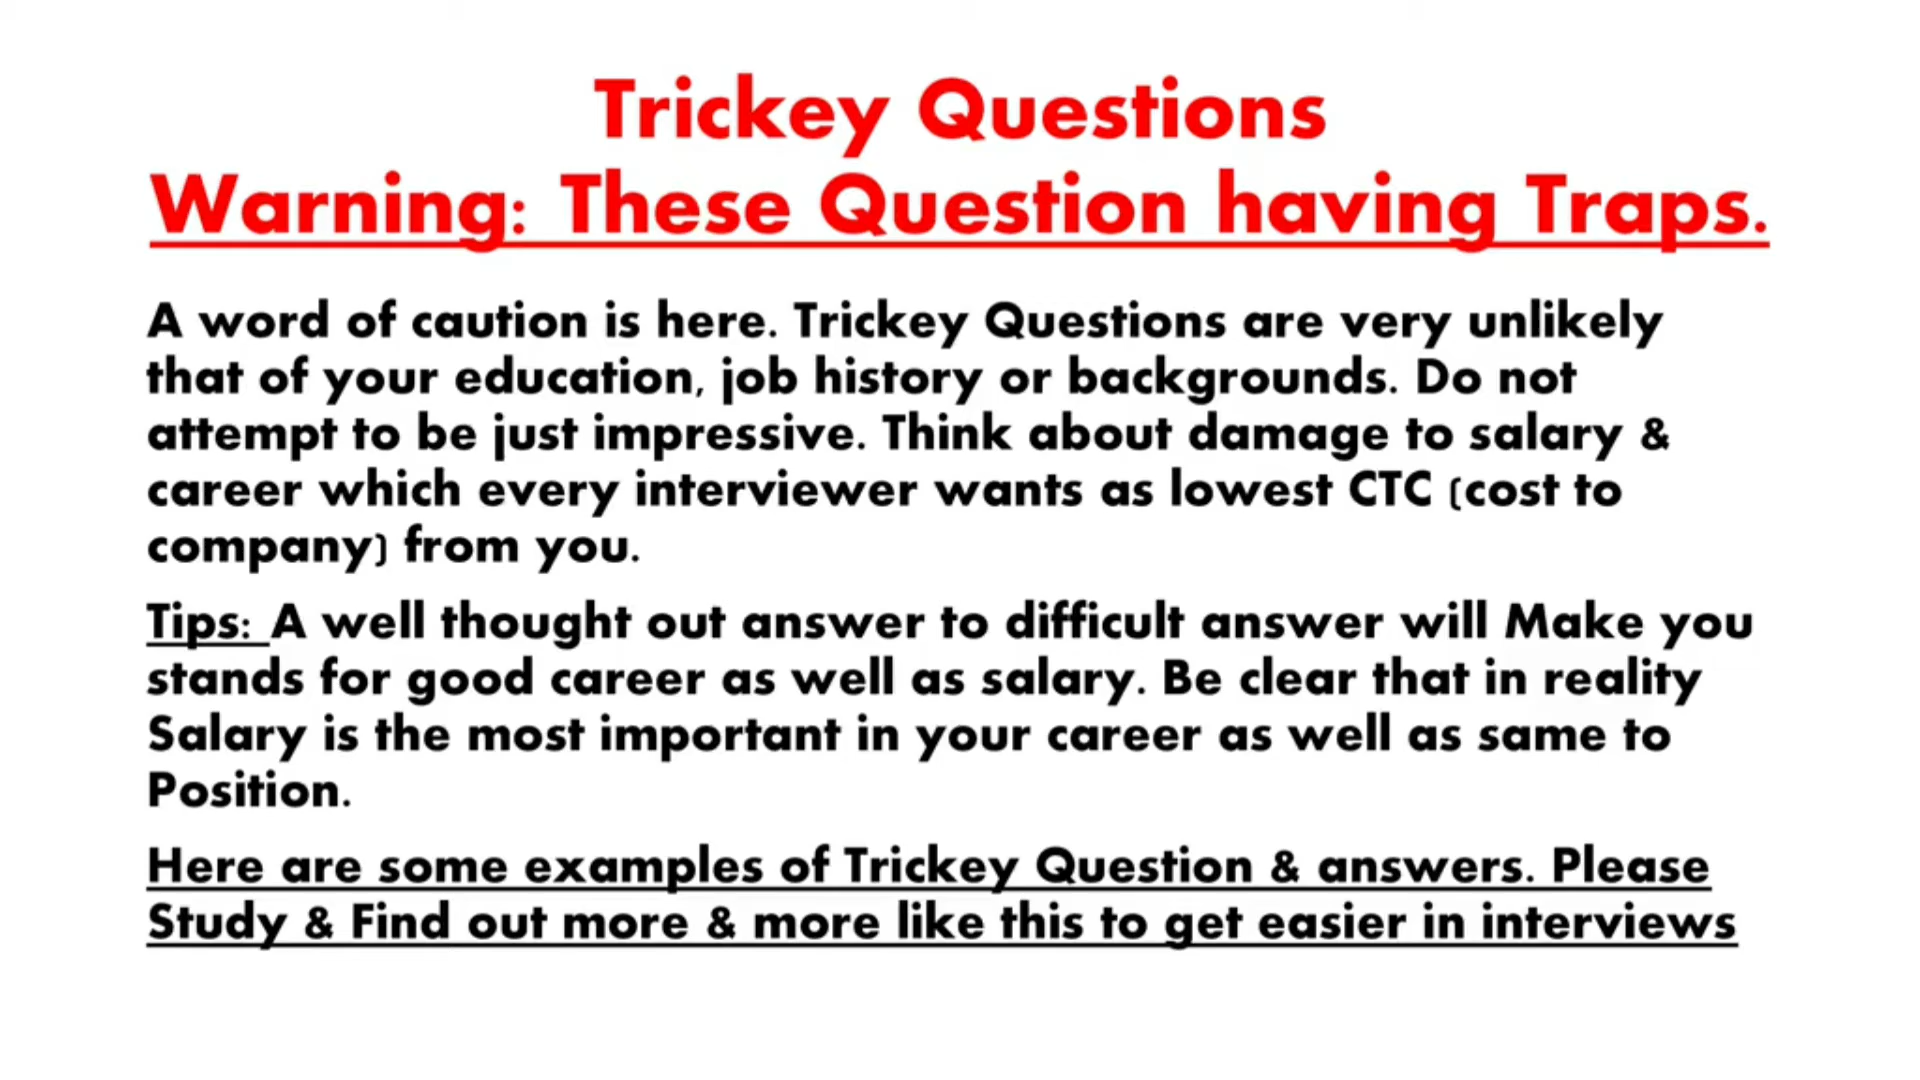 Trickey Questions
Warning: These Question having Traps.
A word of caution is here. Trickey Questions are very unlikely
that of your education, job history or backgrounds. Do not
attempt to be just impressive. Think about damage to salary &
career which every interviewer wants as lowest CTC (cost to
company) from you.
Tips: A well thought out answer to difficult answer will Make you
stands for good career as well as salary. Be clear that in reality
Salary is the most important in your career as well as same to
Position.
Here are some examples of Trickey Question & answers. Please
Study & Find out more & more like this to get easier in interviews